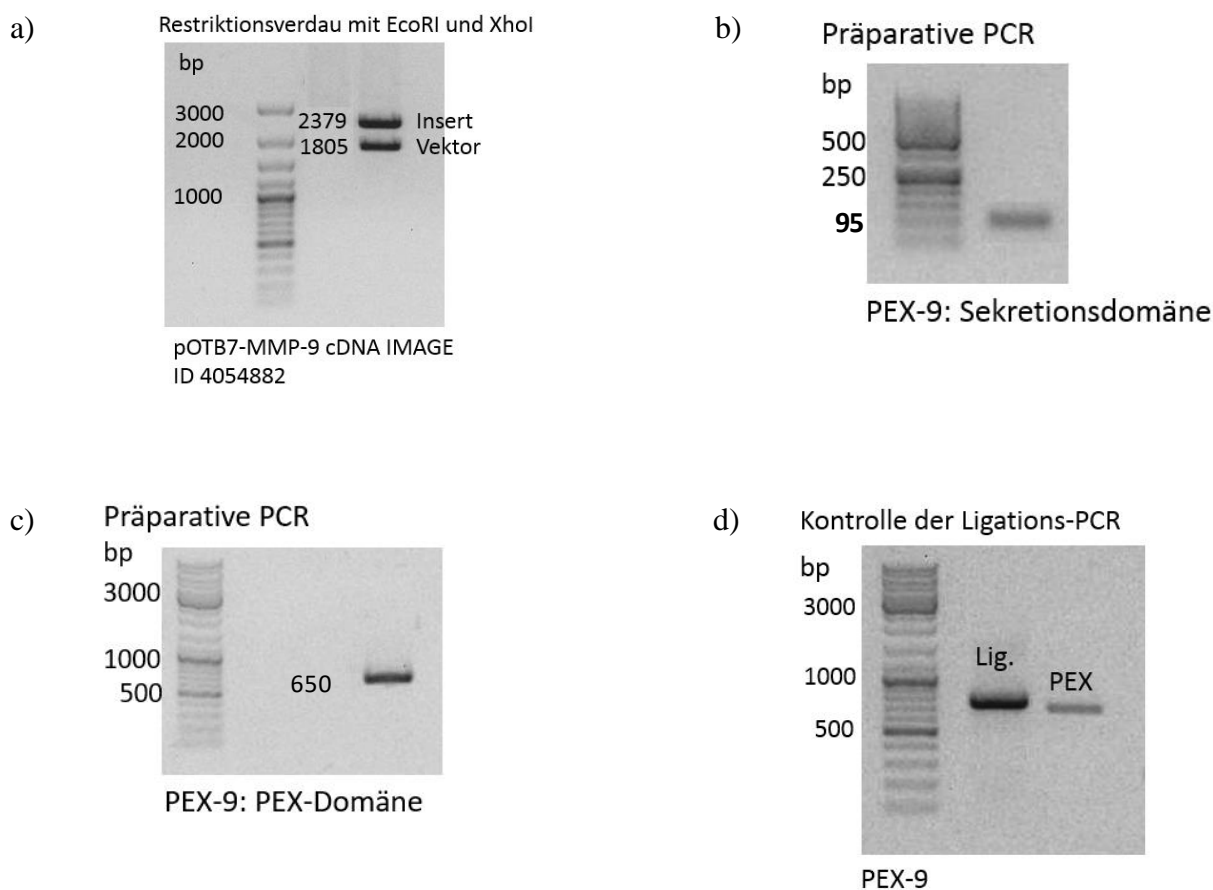 a)
Restriktionsverdau mit EcoRI und XhoI
bp
3000
2000
1000
2379
1805
Insert
Vektor
pOTB7-MMP-9 cDNA IMAGE
ID 4054882
b)
Präparative PCR
bp
500
250
95
PEX-9: Sekretionsdomäne
c)
Präparative PCR
bp
3000
1000
500
650
PEX-9: PEX-Domäne
d)
Kontrolle der Ligations-PCR
bp
3000
1000
500
Lig.
PEX
PEX-9